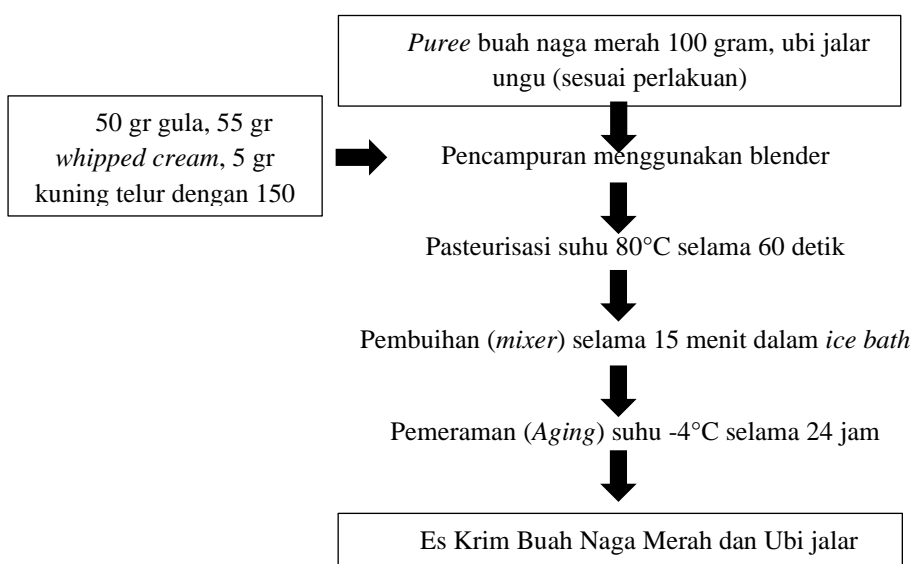 Puree buah naga merah 100 gram, ubi jalar
ungu (sesuai perlakuan)
50 gr gula, 55 gr
whipped cream, 5 gr
kuning telur dengan 150
Pencampuran menggunakan blender
Pasteurisasi suhu 80°C selama 60 detik
Pembuihan (mixer) selama 15 menit dalam ice bath
Pemeraman (Aging) suhu -4°C selama 24 jam
Es Krim Buah Naga Merah dan Ubi jalar